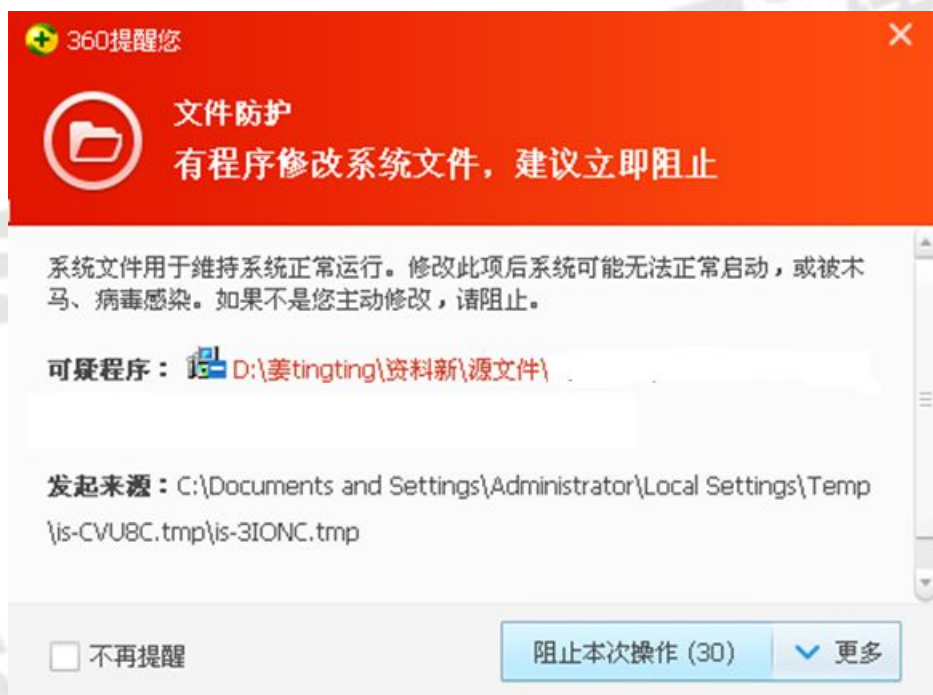 360提醒您
文件防护
有程序修改系统文件，建议立即阻止
系统文件用于维持系统正常运行。修改此项后系统可能无法正常启动，或被木
马、病毒感染。如果不是您主动修改，请阻止。
可疑程序： D:\姜tingting\资料新\源文件\
发起来源：C:\Documents and Settings\Administrator\Local Settings\Temp
\is-CVU8C.tmp\is-3IONC.tmp
不再提醒
阻止本次操作 (30)
更多